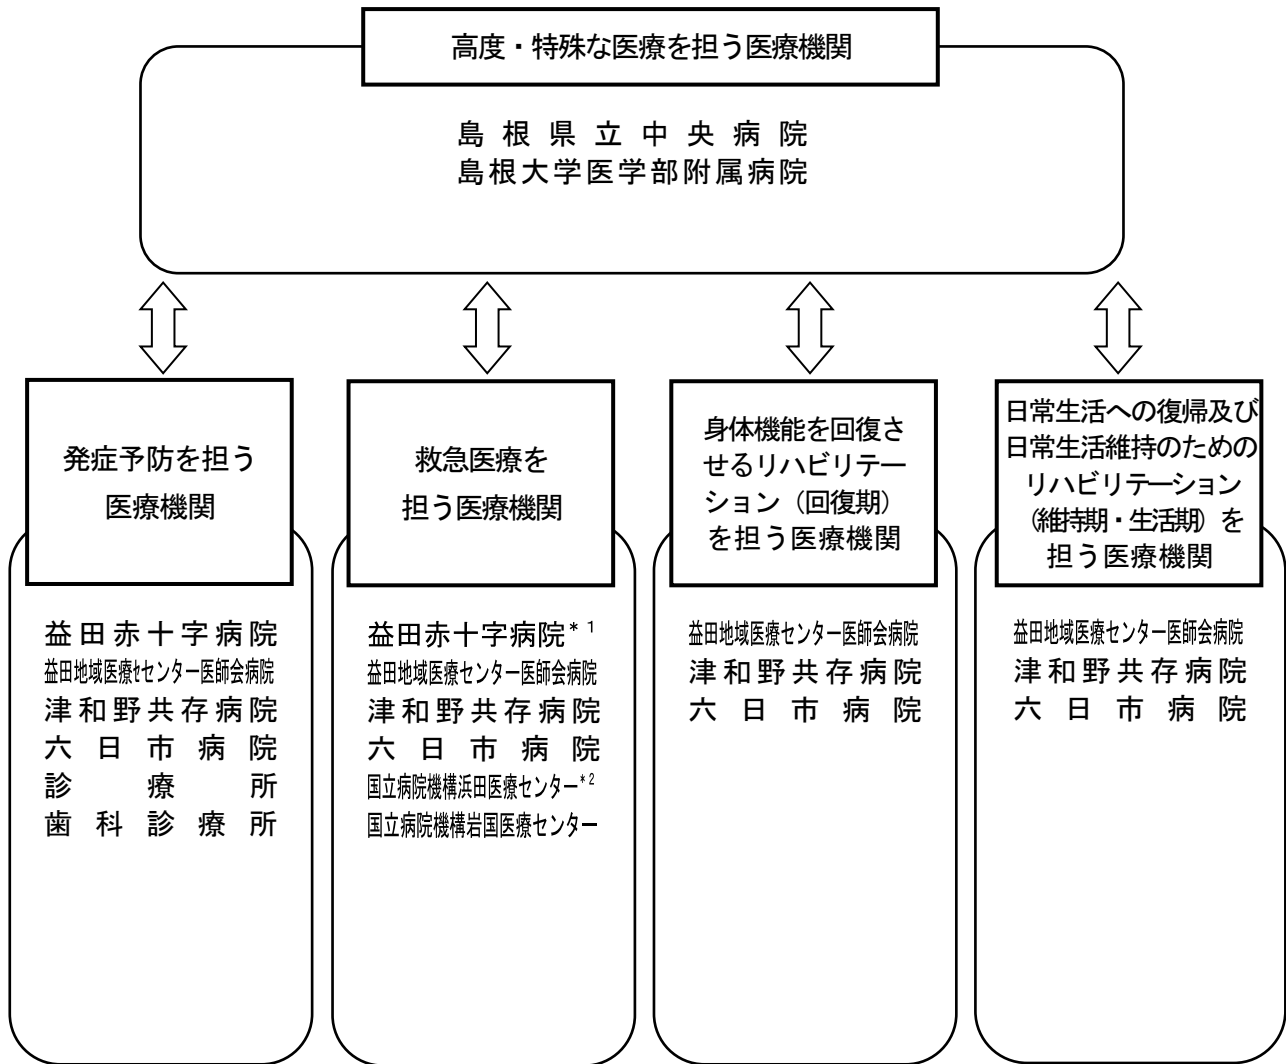 高度・特殊な医療を担う医療機関
島根県立中央病院
島根大学医学部附属病院
発症予防を担う
医療機関
益田赤十字病院
益田地域医療セセンター医師会病院
津和野共存病院
六日市病院
診療所
歯科診療所
救急医療を
担う医療機関
益田赤十字病院*1
益田地域医療センター医師会病院
津和野共存病院
六日市病院
国立病院機構浜田医療センター*2
国立病院機構岩国医療センター
身体機能を回復さ
せるリハビリテー
ション（回復期）
を担う医療機関
益田地域医療センター医師会病院
津和野共存病院
六日市病院
日常生活への復帰及び
日常生活維持のための
リハビリテーション
（維持期・生活期）を
担う医療機関
益田地域医療センター医師会病院
津和野共存病院
六日市病院